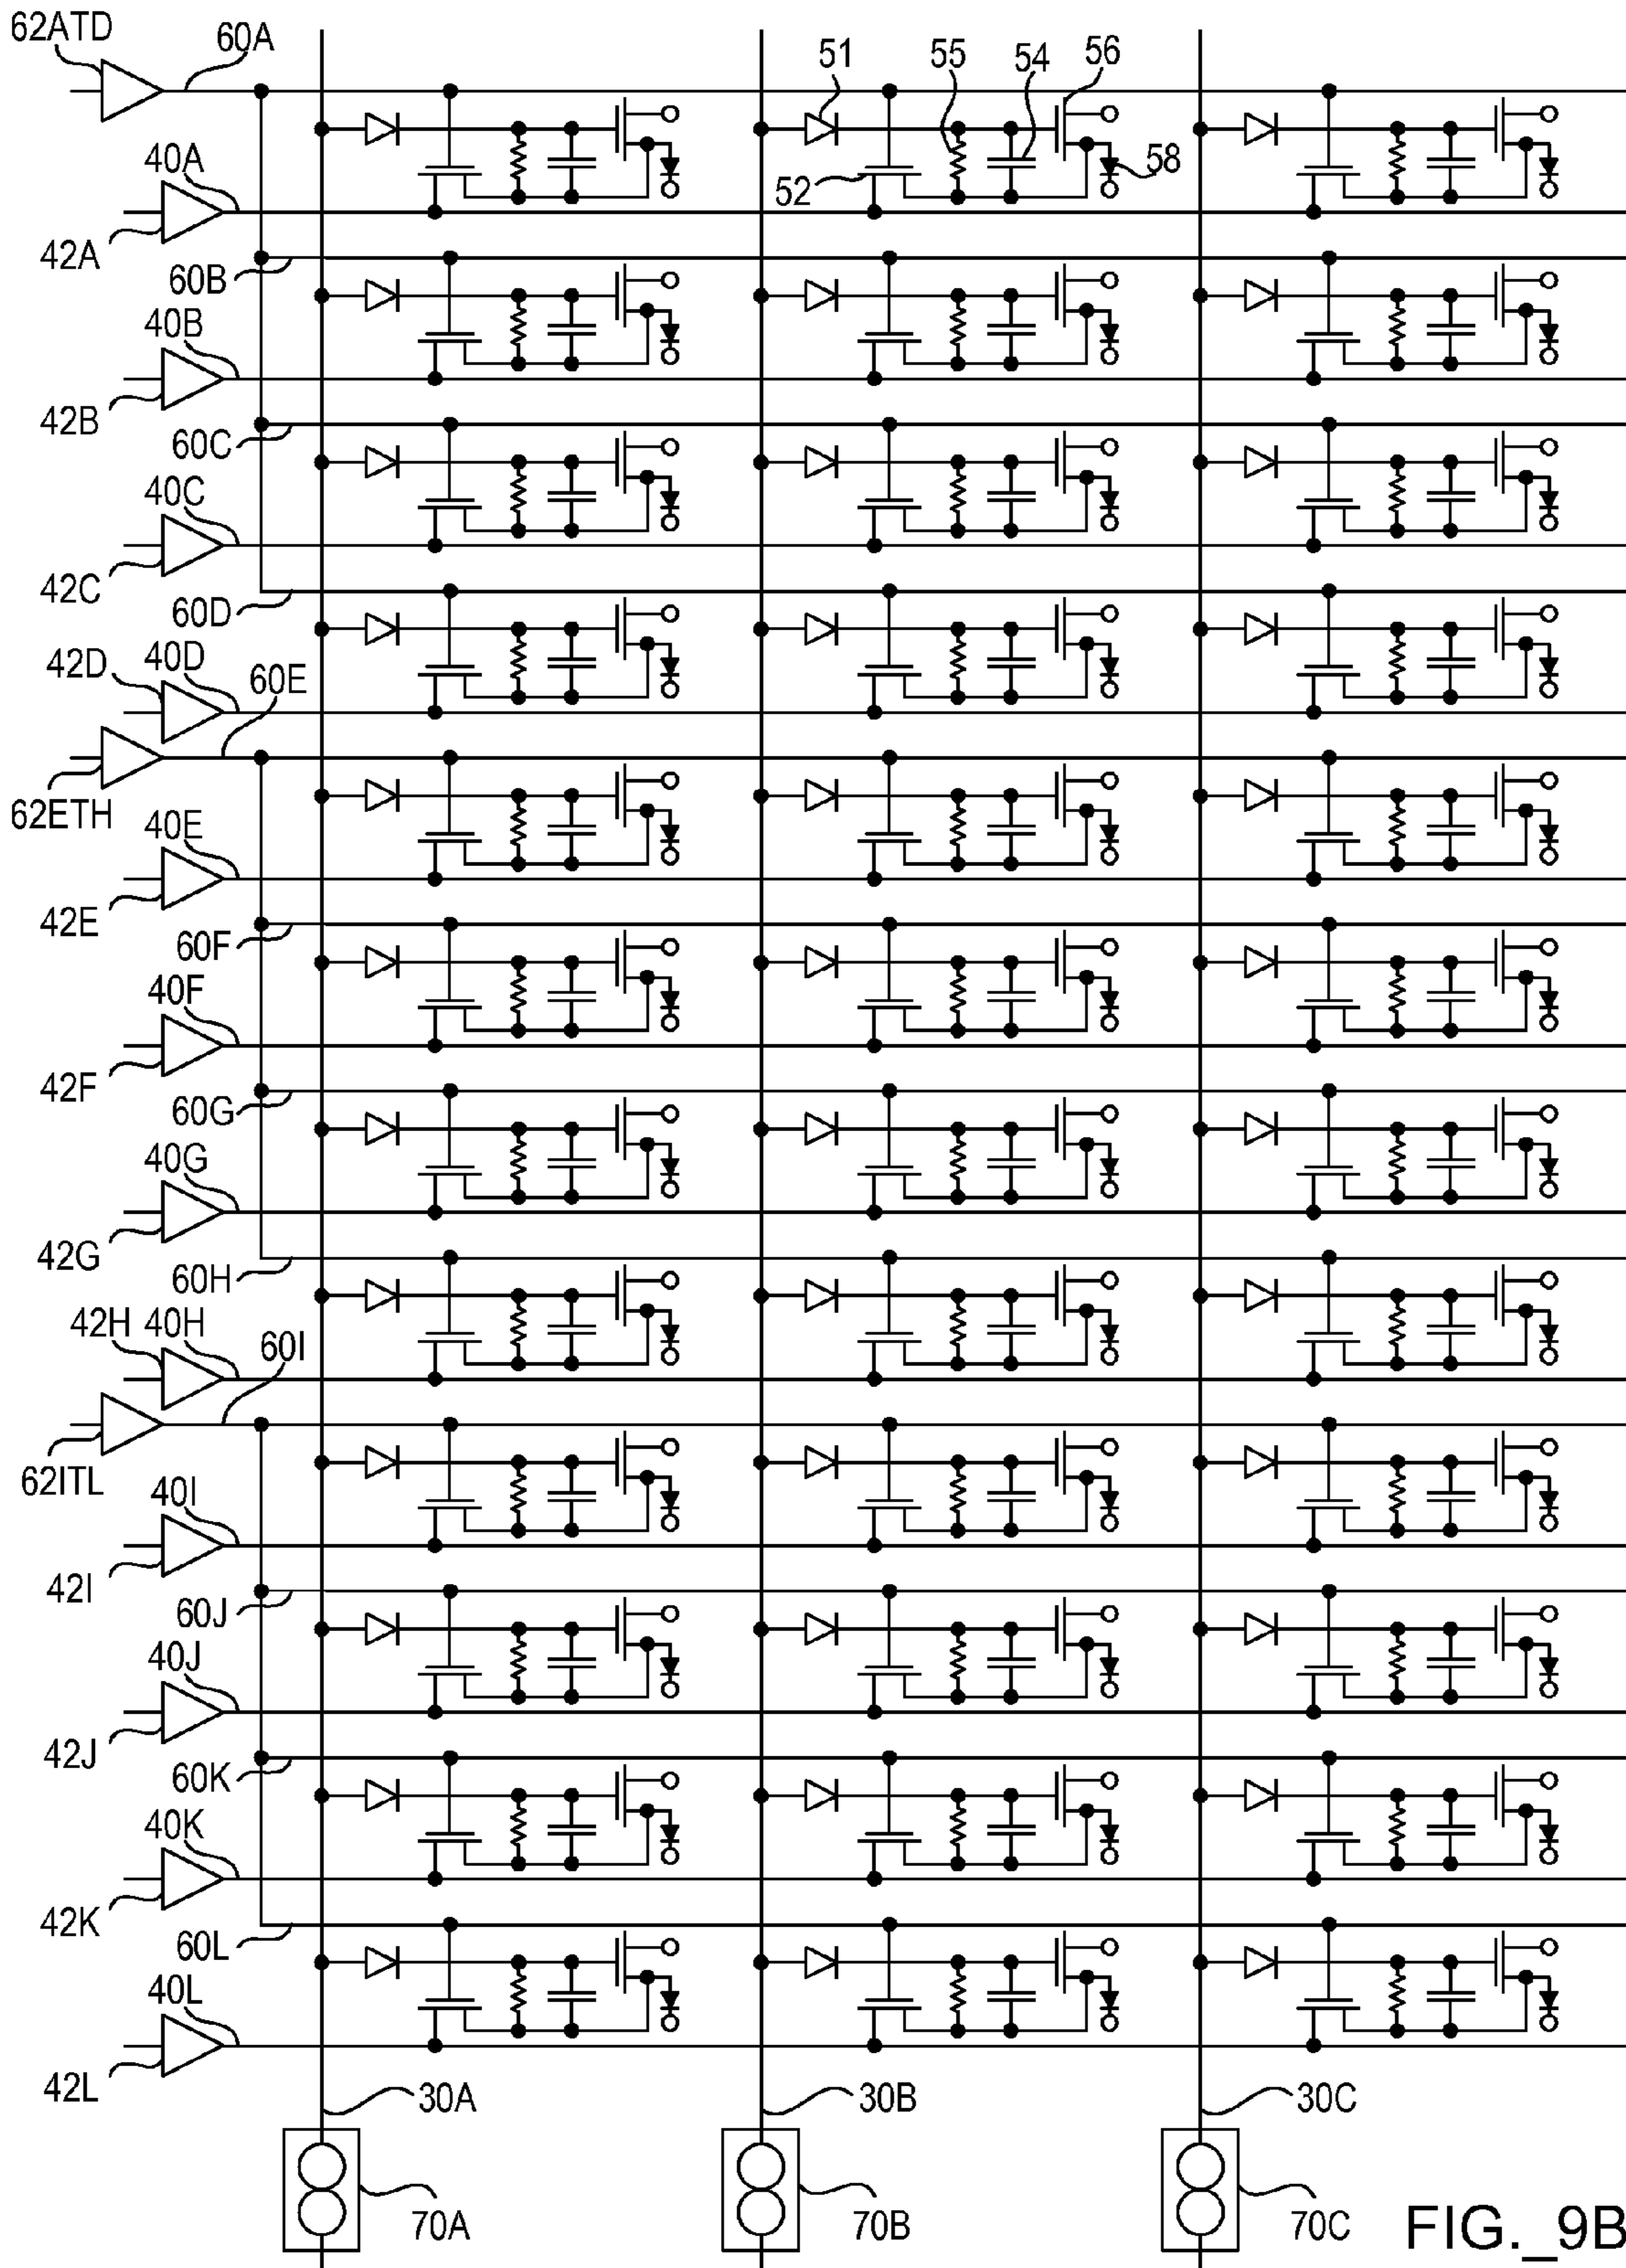 62ATD 60A 51 55 54 56
40A 52 58
42A
60B
40B
42B
60C
40C
42C
60D
42D 40D 60E
62ETH 40E
42E
60F
40F
42F
60G
40G
42G
60H
42H 40H 60I
62ITL 40I
42I
60J
40J
42J
60K
40K
42K
60L
40L
42L
30A 30B 30C
70A 70B 70C
FIG._9B